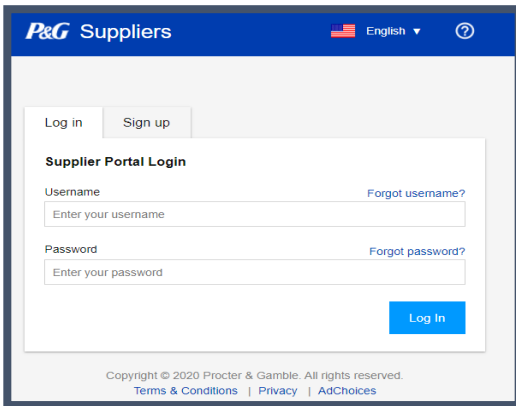 P&G Suppliers English ▼ ?
Log in Sign up
Supplier Portal Login
Username Forgot username?
Enter your username
Password Forgot password?
Enter your password
Log In
Copyright © 2020 Procter & Gamble. All rights reserved.
Terms & Conditions | Privacy | AdChoices